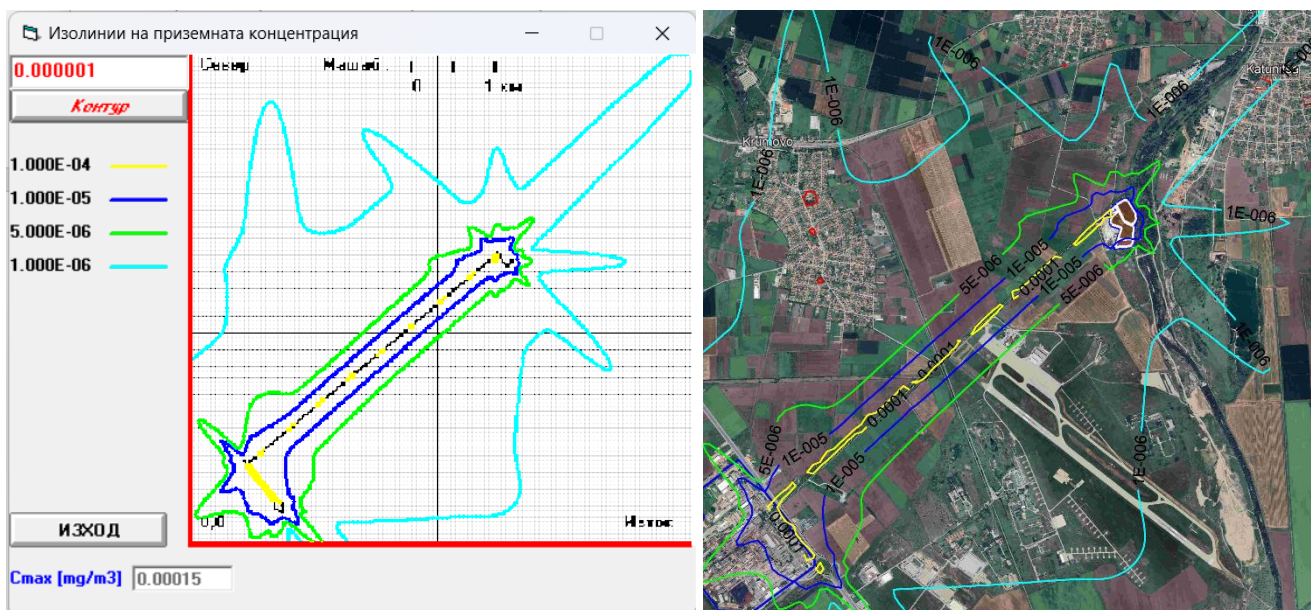 Изолинии на приземната концентрация
0.000001
Север
Машаб.
0
1 км
Контур
1.000E-04
1.000E-05
5.000E-06
1.000E-06
0,0
Изток
ИЗХОД
Cmax [mg/m3] 0.00015
1E-006
1E-006
1E-006
Katunitsa
1E-006
Krumovo
1E-006
1E-006
5E-006
1E-005
0.0001
1E-005
5E-006
1E-006
0.0001
0.0001
1E-006
5E-006
1E-005
1E-005
0.0001